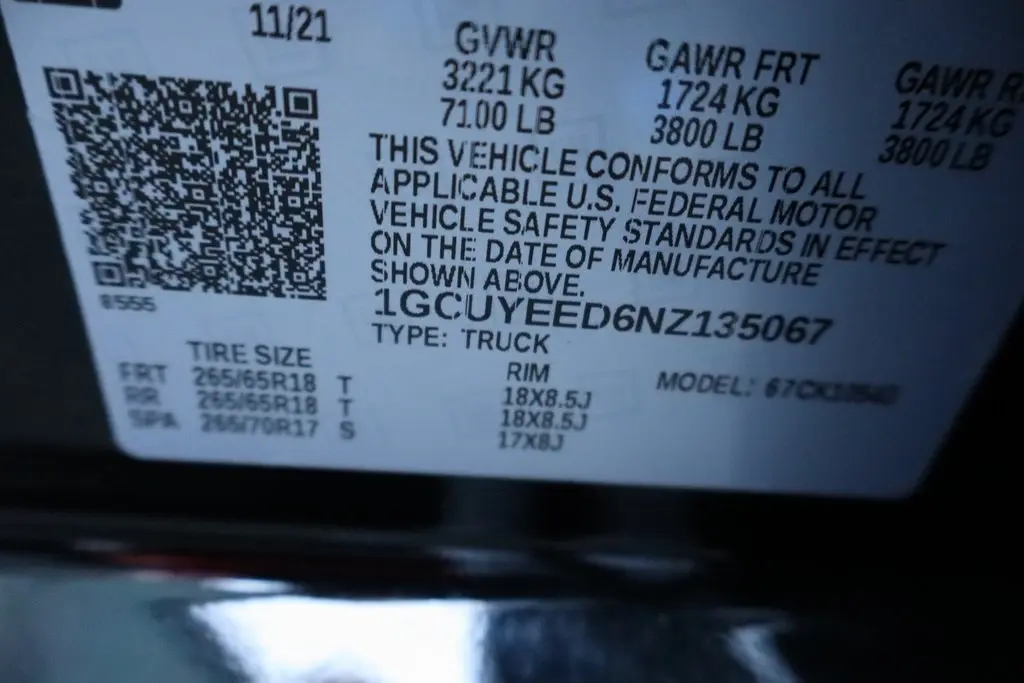 11/21
GVWR
3221 KG
7100 LB
GAWR FRT
1724 KG
3800 LB
GAWR
1724 KG
3800 LB
THIS VEHICLE CONFORMS TO ALL
APPLICABLE U.S. FEDERAL MOTOR
VEHICLE SAFETY STANDARDS IN EFFECT
ON THE DATE OF MANUFACTURE
SHOWN ABOVE.
1GCUYEED6NZ135067
TYPE: TRUCK
8555
TIRE SIZE RIM
FRT 265/65R18 T 18X8.5J
RR 265/65R18 T 18X8.5J
SPA 265/70R17 S 17X8J
MODEL: